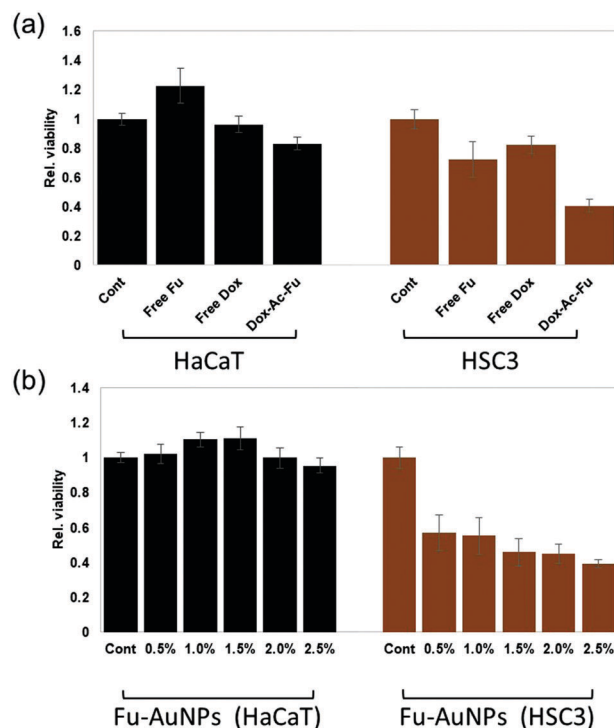 (a)
1.6
1.4
1.2
1
0.8
0.6
0.4
0.2
0
Rel. viability
Cont
Free Fu
Free Dox
Dox-Ac-Fu
Cont
Free Fu
Free Dox
Dox-Ac-Fu
HaCaT
HSC3
(b)
1.4
1.2
1
0.8
0.6
0.4
0.2
0
Rel. viability
Cont 0.5% 1.0% 1.5% 2.0% 2.5% Cont 0.5% 1.0% 1.5% 2.0% 2.5%
Fu-AuNPs (HaCaT) Fu-AuNPs (HSC3)